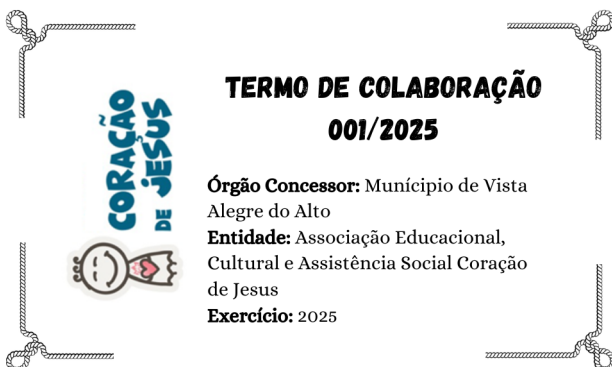 CORAÇÃO
DE JESUS
TERMO DE COLABORAÇÃO
001/2025
Órgão Concessor: Munícipio de Vista
Alegre do Alto
Entidade: Associação Educacional,
Cultural e Assistência Social Coração
de Jesus
Exercício: 2025